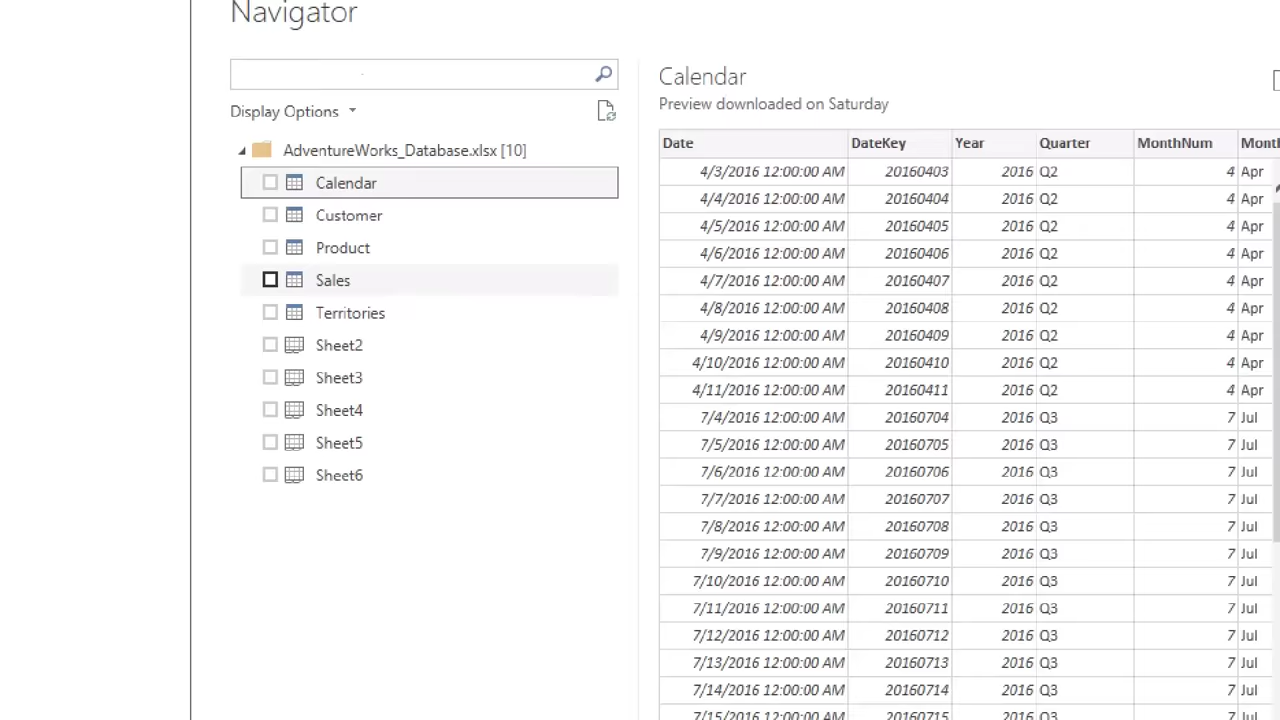 Navigator
Display Options
AdventureWorks_Database.xlsx [10]
Calendar
Customer
Product
Sales
Territories
Sheet2
Sheet3
Sheet4
Sheet5
Sheet6
Calendar
Preview downloaded on Saturday
Date DateKey Year Quarter MonthNum Month
4/3/2016 12:00:00 AM 20160403 2016 Q2 4 Apr
4/4/2016 12:00:00 AM 20160404 2016 Q2 4 Apr
4/5/2016 12:00:00 AM 20160405 2016 Q2 4 Apr
4/6/2016 12:00:00 AM 20160406 2016 Q2 4 Apr
4/7/2016 12:00:00 AM 20160407 2016 Q2 4 Apr
4/8/2016 12:00:00 AM 20160408 2016 Q2 4 Apr
4/9/2016 12:00:00 AM 20160409 2016 Q2 4 Apr
4/10/2016 12:00:00 AM 20160410 2016 Q2 4 Apr
4/11/2016 12:00:00 AM 20160411 2016 Q2 4 Apr
7/4/2016 12:00:00 AM 20160704 2016 Q3 7 Jul
7/5/2016 12:00:00 AM 20160705 2016 Q3 7 Jul
7/6/2016 12:00:00 AM 20160706 2016 Q3 7 Jul
7/7/2016 12:00:00 AM 20160707 2016 Q3 7 Jul
7/8/2016 12:00:00 AM 20160708 2016 Q3 7 Jul
7/9/2016 12:00:00 AM 20160709 2016 Q3 7 Jul
7/10/2016 12:00:00 AM 20160710 2016 Q3 7 Jul
7/11/2016 12:00:00 AM 20160711 2016 Q3 7 Jul
7/12/2016 12:00:00 AM 20160712 2016 Q3 7 Jul
7/13/2016 12:00:00 AM 20160713 2016 Q3 7 Jul
7/14/2016 12:00:00 AM 20160714 2016 Q3 7 Jul
7/15/2016 12:00:00 AM 20160715 2016 Q3 7 Jul